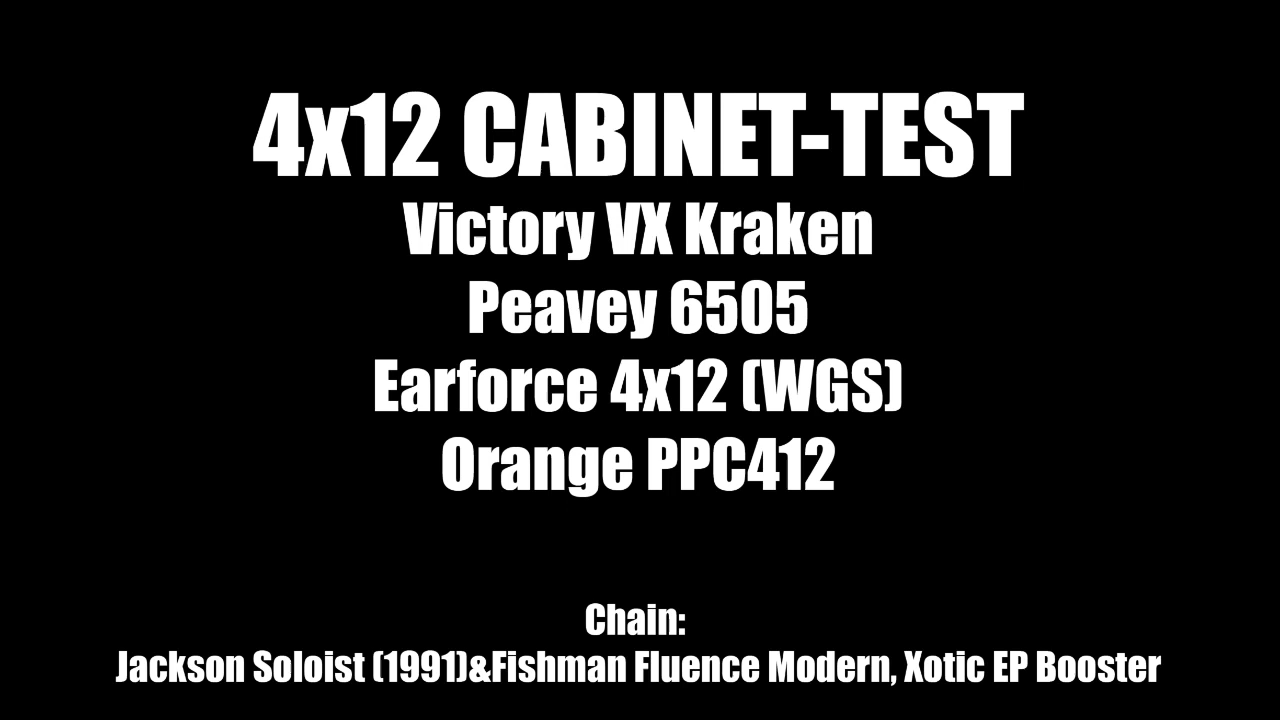 4x12 CABINET-TEST
Victory VX Kraken
Peavey 6505
Earforce 4x12 (WGS)
Orange PPC412
Chain:
Jackson Soloist (1991)&Fishman Fluence Modern, Xotic EP Booster